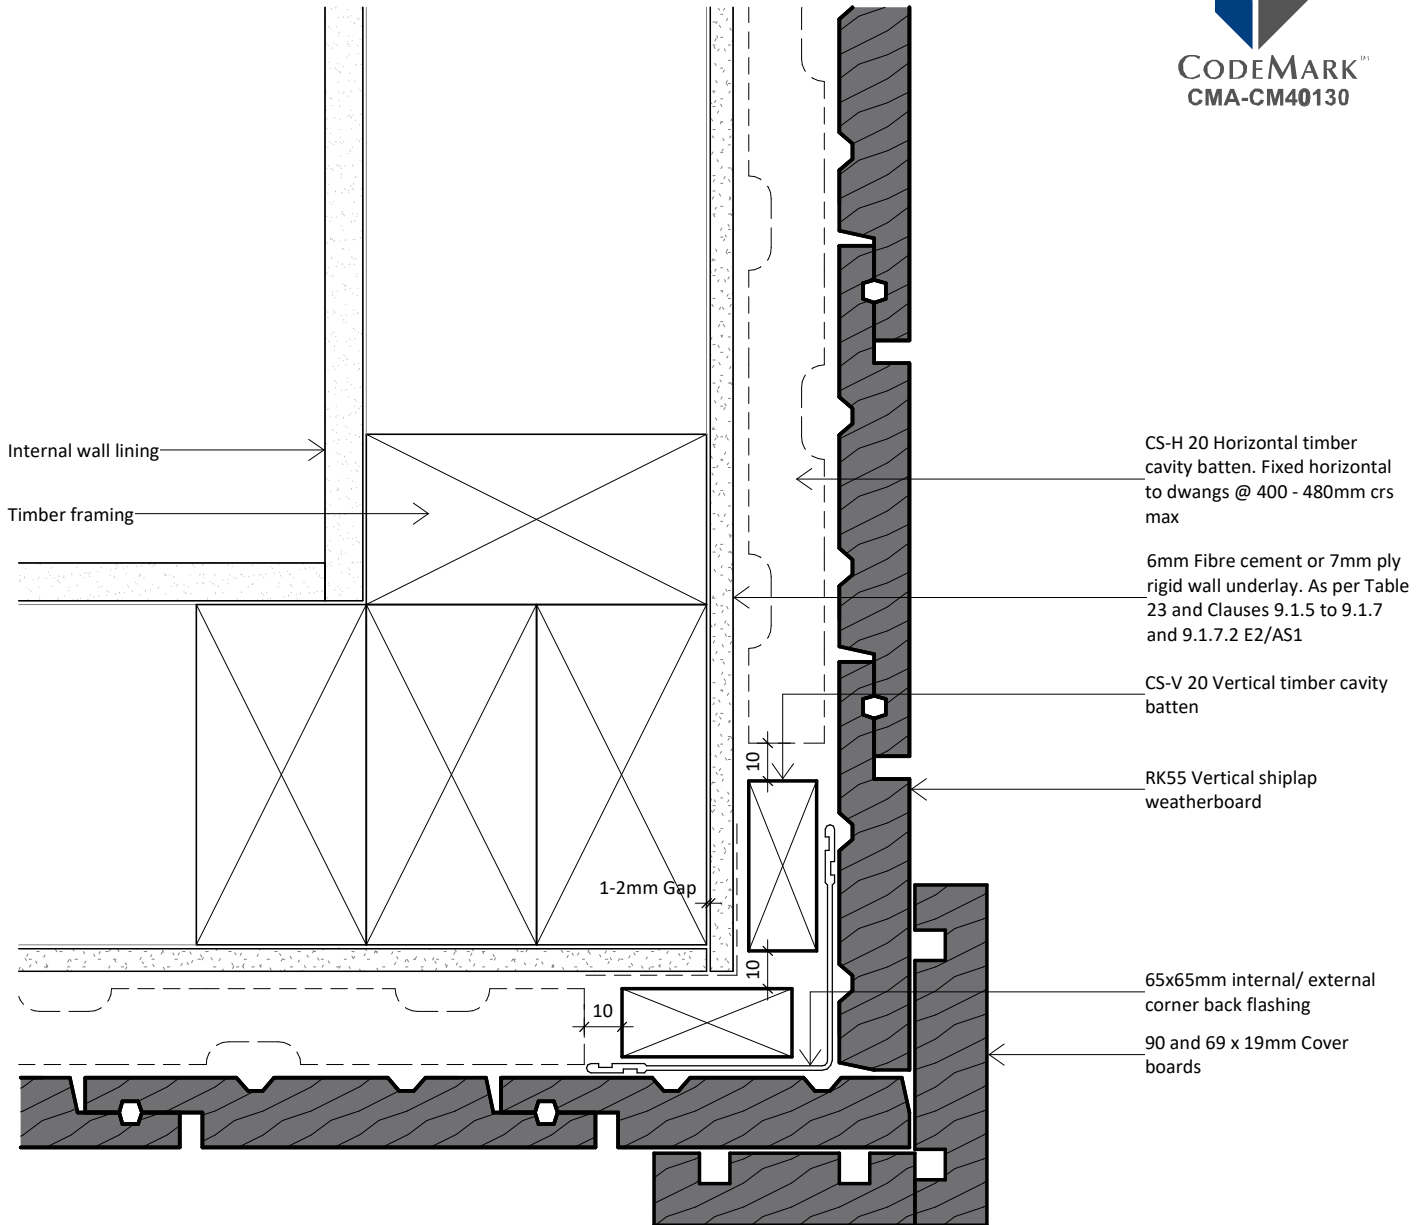 CODEMARK™
CMA-CM40130
Internal wall lining
Timber framing
CS-H 20 Horizontal timber
cavity batten. Fixed horizontal
to dwangs @ 400 - 480mm crs
max
6mm Fibre cement or 7mm ply
rigid wall underlay. As per Table
23 and Clauses 9.1.5 to 9.1.7
and 9.1.7.2 E2/AS1
CS-V 20 Vertical timber cavity
batten
10
RK55 Vertical shiplap
weatherboard
1-2mm Gap
10
10
65x65mm internal/ external
corner back flashing
90 and 69 x 19mm Cover
boards